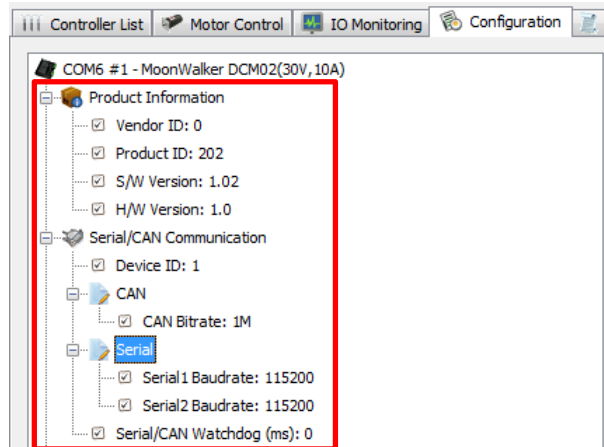 Controller List Motor Control IO Monitoring Configuration
COM6 #1 - MoonWalker DCM02(30V,10A)
Product Information
Vendor ID: 0
Product ID: 202
S/W Version: 1.02
H/W Version: 1.0
Serial/CAN Communication
Device ID: 1
CAN
CAN Bitrate: 1M
Serial
Serial1 Baudrate: 115200
Serial2 Baudrate: 115200
Serial/CAN Watchdog (ms): 0